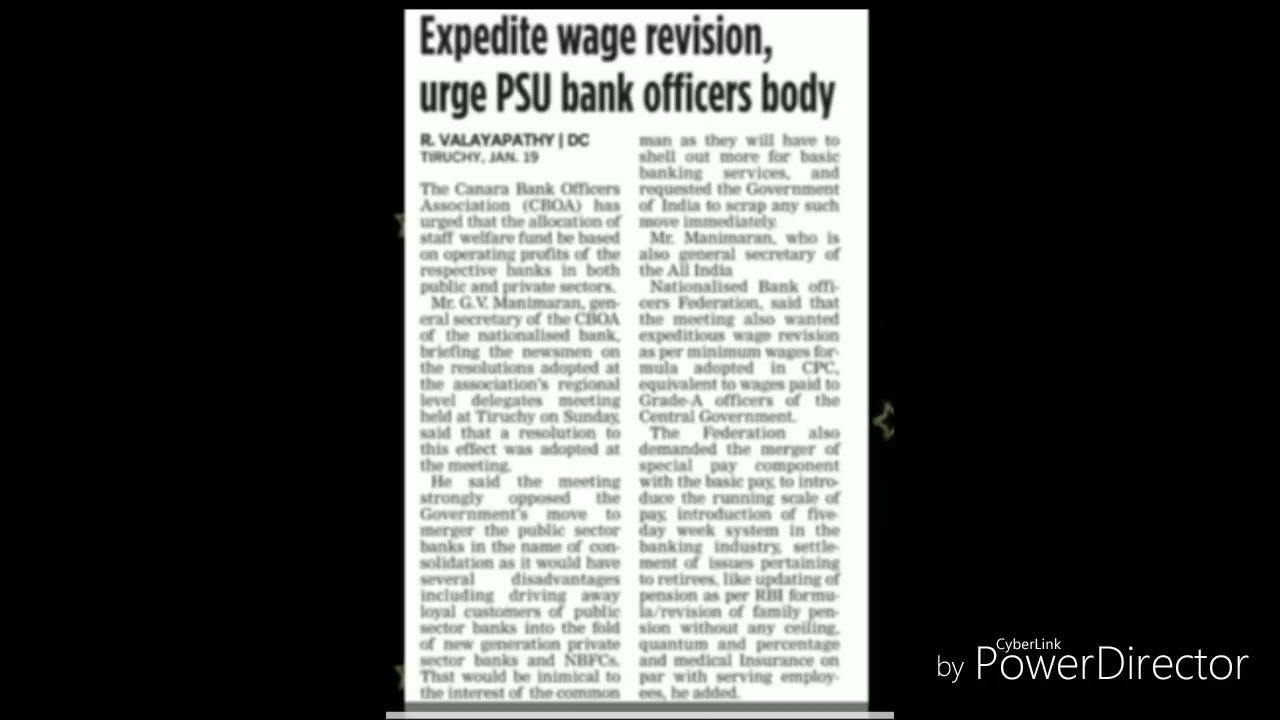 Expedite wage revision,
urge PSU bank officers body
R. VALAYAPATHY | DC
TIRUCHY, JAN. 19
The Canara Bank Officers
Association (CBOA) has
urged that the allocation of
staff welfare fund be based
on operating profits of the
respective banks in both
public and private sectors.
Mr. G.V. Manimaran, gen-
eral secretary of the CBOA
of the nationalised bank,
briefing the newsmen on
the resolutions adopted at
the association's regional
level delegates meeting
held at Tiruchy on Sunday,
said that a resolution to
this effect was adopted at
the meeting.
He said the meeting
strongly opposed the
Government's move to
merger the public sector
banks in the name of con-
solidation as it would have
several disadvantages
including driving away
loyal customers of public
sector banks into the fold
of new generation private
sector banks and NBFCs.
That would be inimical to
the interest of the common
man as they will have to
shell out more for basic
banking services, and
requested the Government
of India to scrap any such
move immediately.
Mr. Manimaran, who is
also general secretary of
the All India
Nationalised Bank offi-
cers Federation, said that
the meeting also wanted
expeditious wage revision
as per minimum wages for-
mula adopted in CPC,
equivalent to wages paid to
Grade-A officers of the
Central Government.
The Federation also
demanded the merger of
special pay component
with the basic pay, to intro-
duce the running scale of
pay, introduction of five-
day week system in the
banking industry, settle-
ment of issues pertaining
to retirees, like updating of
pension as per RBI formu-
la/revision of family pen-
sion without any ceiling,
quantum and percentage
and medical Insurance on
par with serving employ-
ees, he added.
by CyberLink
PowerDirector